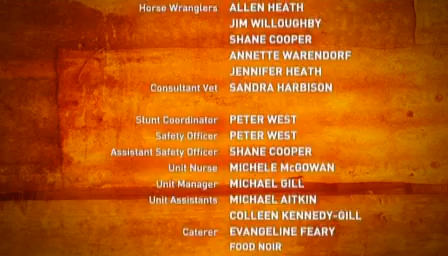 Horse Wranglers ALLEN HEATH
JIM WILLOUGHBY
SHANE COOPER
ANNETTE WARENDORF
JENNIFER HEATH
Consultant Vet SANDRA HARBISON
Stunt Coordinator PETER WEST
Safety Officer PETER WEST
Assistant Safety Officer SHANE COOPER
Unit Nurse MICHELE McGOWAN
Unit Manager MICHAEL GILL
Unit Assistants MICHAEL AITKIN
COLLEEN KENNEDY-GILL
Caterer EVANGELINE FEARY
FOOD NOIR